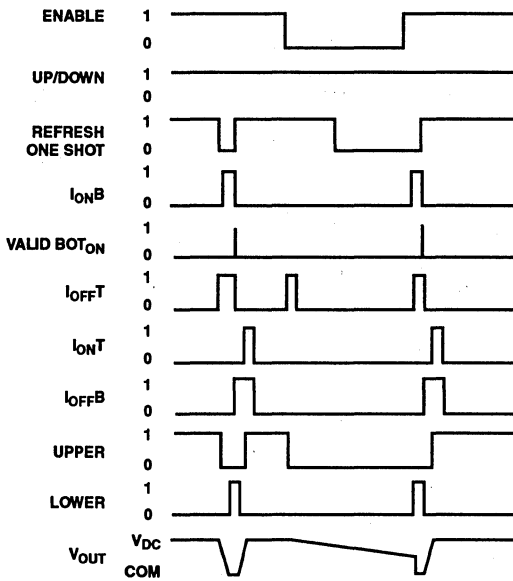 ENABLE 1
0
UP/DOWN 1
0
REFRESH
ONE SHOT 1
0
IONB 1
0
VALID BOTON 1
0
IOFFT 1
0
IONT 1
0
IOFFB 1
0
UPPER 1
0
LOWER 1
0
VOUT VDC
COM